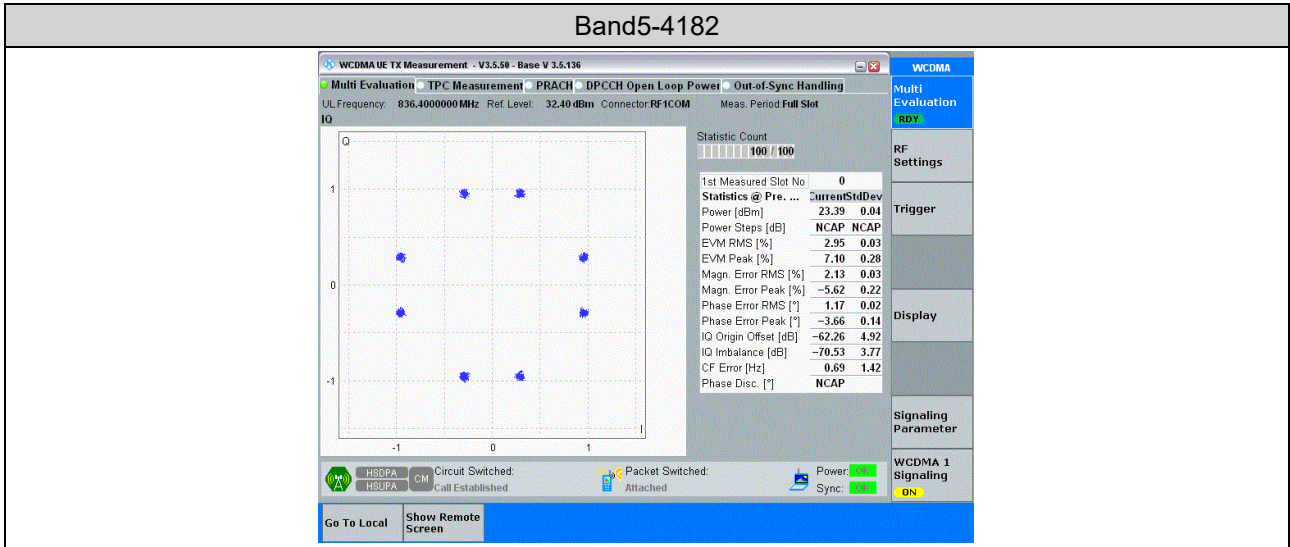 Band5-4182
WCDMA UE TX Measurement - V3.5.50 - Base V 3.5.136
WCDMA
Multi Evaluation TPC Measurement PRACH DPCCH Open Loop Power Out-of-Sync Handling
Multi
Evaluation
RDY
UL Frequency: 836.4000000 MHz Ref. Level: 32.40 dBm Connector: RF1COM Meas. Period: Full Slot
IQ
Q
1
0
-1
-1 0 1
I
Statistic Count
100 / 100
1st Measured Slot No 0
Statistics @ Pre. ... Current StdDev
Power [dBm] 23.39 0.04
Power Steps [dB] NCAP NCAP
EVM RMS [%] 2.95 0.03
EVM Peak [%] 7.10 0.28
Magn. Error RMS [%] 2.13 0.03
Magn. Error Peak [%] −5.62 0.22
Phase Error RMS [°] 1.17 0.02
Phase Error Peak [°] −3.66 0.14
IQ Origin Offset [dB] −62.26 4.92
IQ Imbalance [dB] −70.53 3.77
CF Error [Hz] 0.69 1.42
Phase Disc. [°] NCAP
RF
Settings
Trigger
Display
Signaling
Parameter
WCDMA 1
Signaling
ON
HSDPA
HSUPA
CM
Circuit Switched:
Call Established
Packet Switched:
Attached
Power:
Sync:
Go To Local
Show Remote
Screen